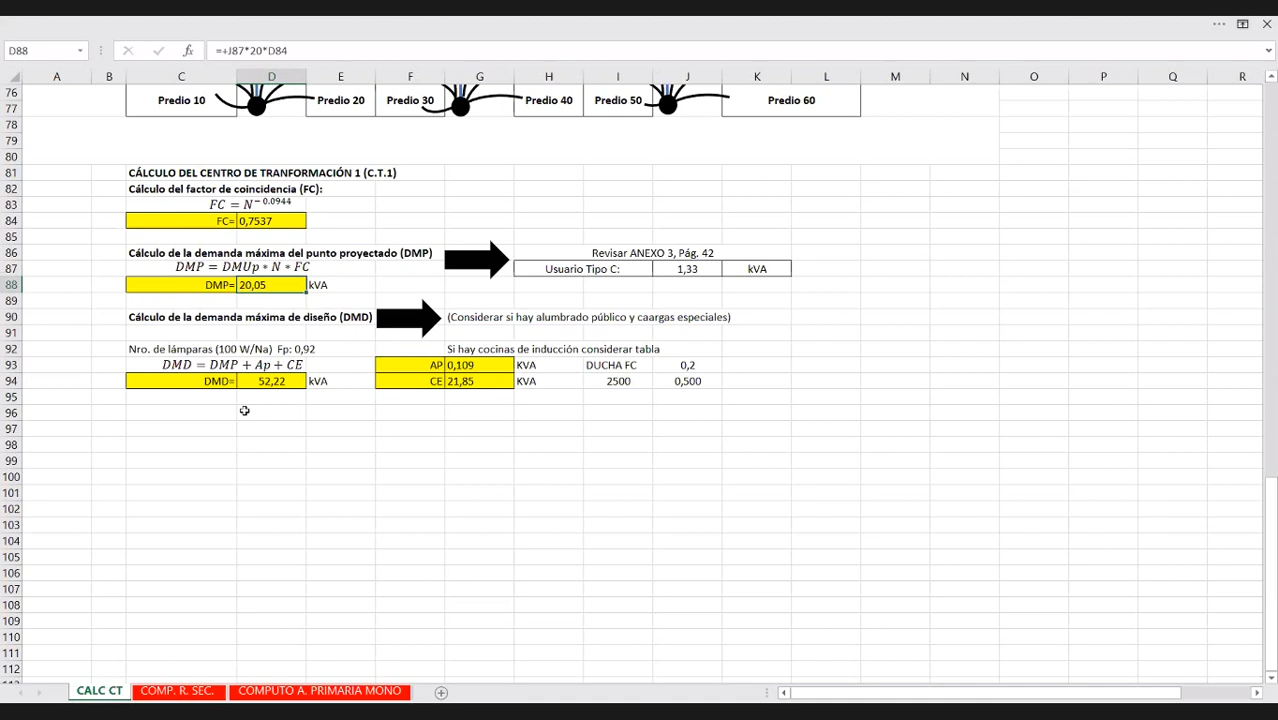 D88 fx =+J87*20*D84
A B C D E F G H I J K L M N O P Q R
76
77 Predio 10 Predio 20 Predio 30 Predio 40 Predio 50 Predio 60
78
79
80
81 CÁLCULO DEL CENTRO DE TRANFORMACIÓN 1 (C.T.1)
82 Cálculo del factor de coincidencia (FC):
83 FC = N^−0.0944
84 FC= 0,7537
85
86 Cálculo de la demanda máxima del punto proyectado (DMP) Revisar ANEXO 3, Pág. 42
87 DMP = DMUp ∗ N ∗ FC Usuario Tipo C: 1,33 kVA
88 DMP= 20,05 kVA
89
90 Cálculo de la demanda máxima de diseño (DMD) (Considerar si hay alumbrado público y caargas especiales)
91
92 Nro. de lámparas (100 W/Na) Fp: 0,92 Si hay cocinas de inducción considerar tabla
93 DMD = DMP + Ap + CE AP 0,109 KVA DUCHA FC 0,2
94 DMD= 52,22 kVA CE 21,85 KVA 2500 0,500
95
96
97
98
99
100
101
102
103
104
105
106
107
108
109
110
111
112
CALC CT COMP. R. SEC. COMPUTO A. PRIMARIA MONO